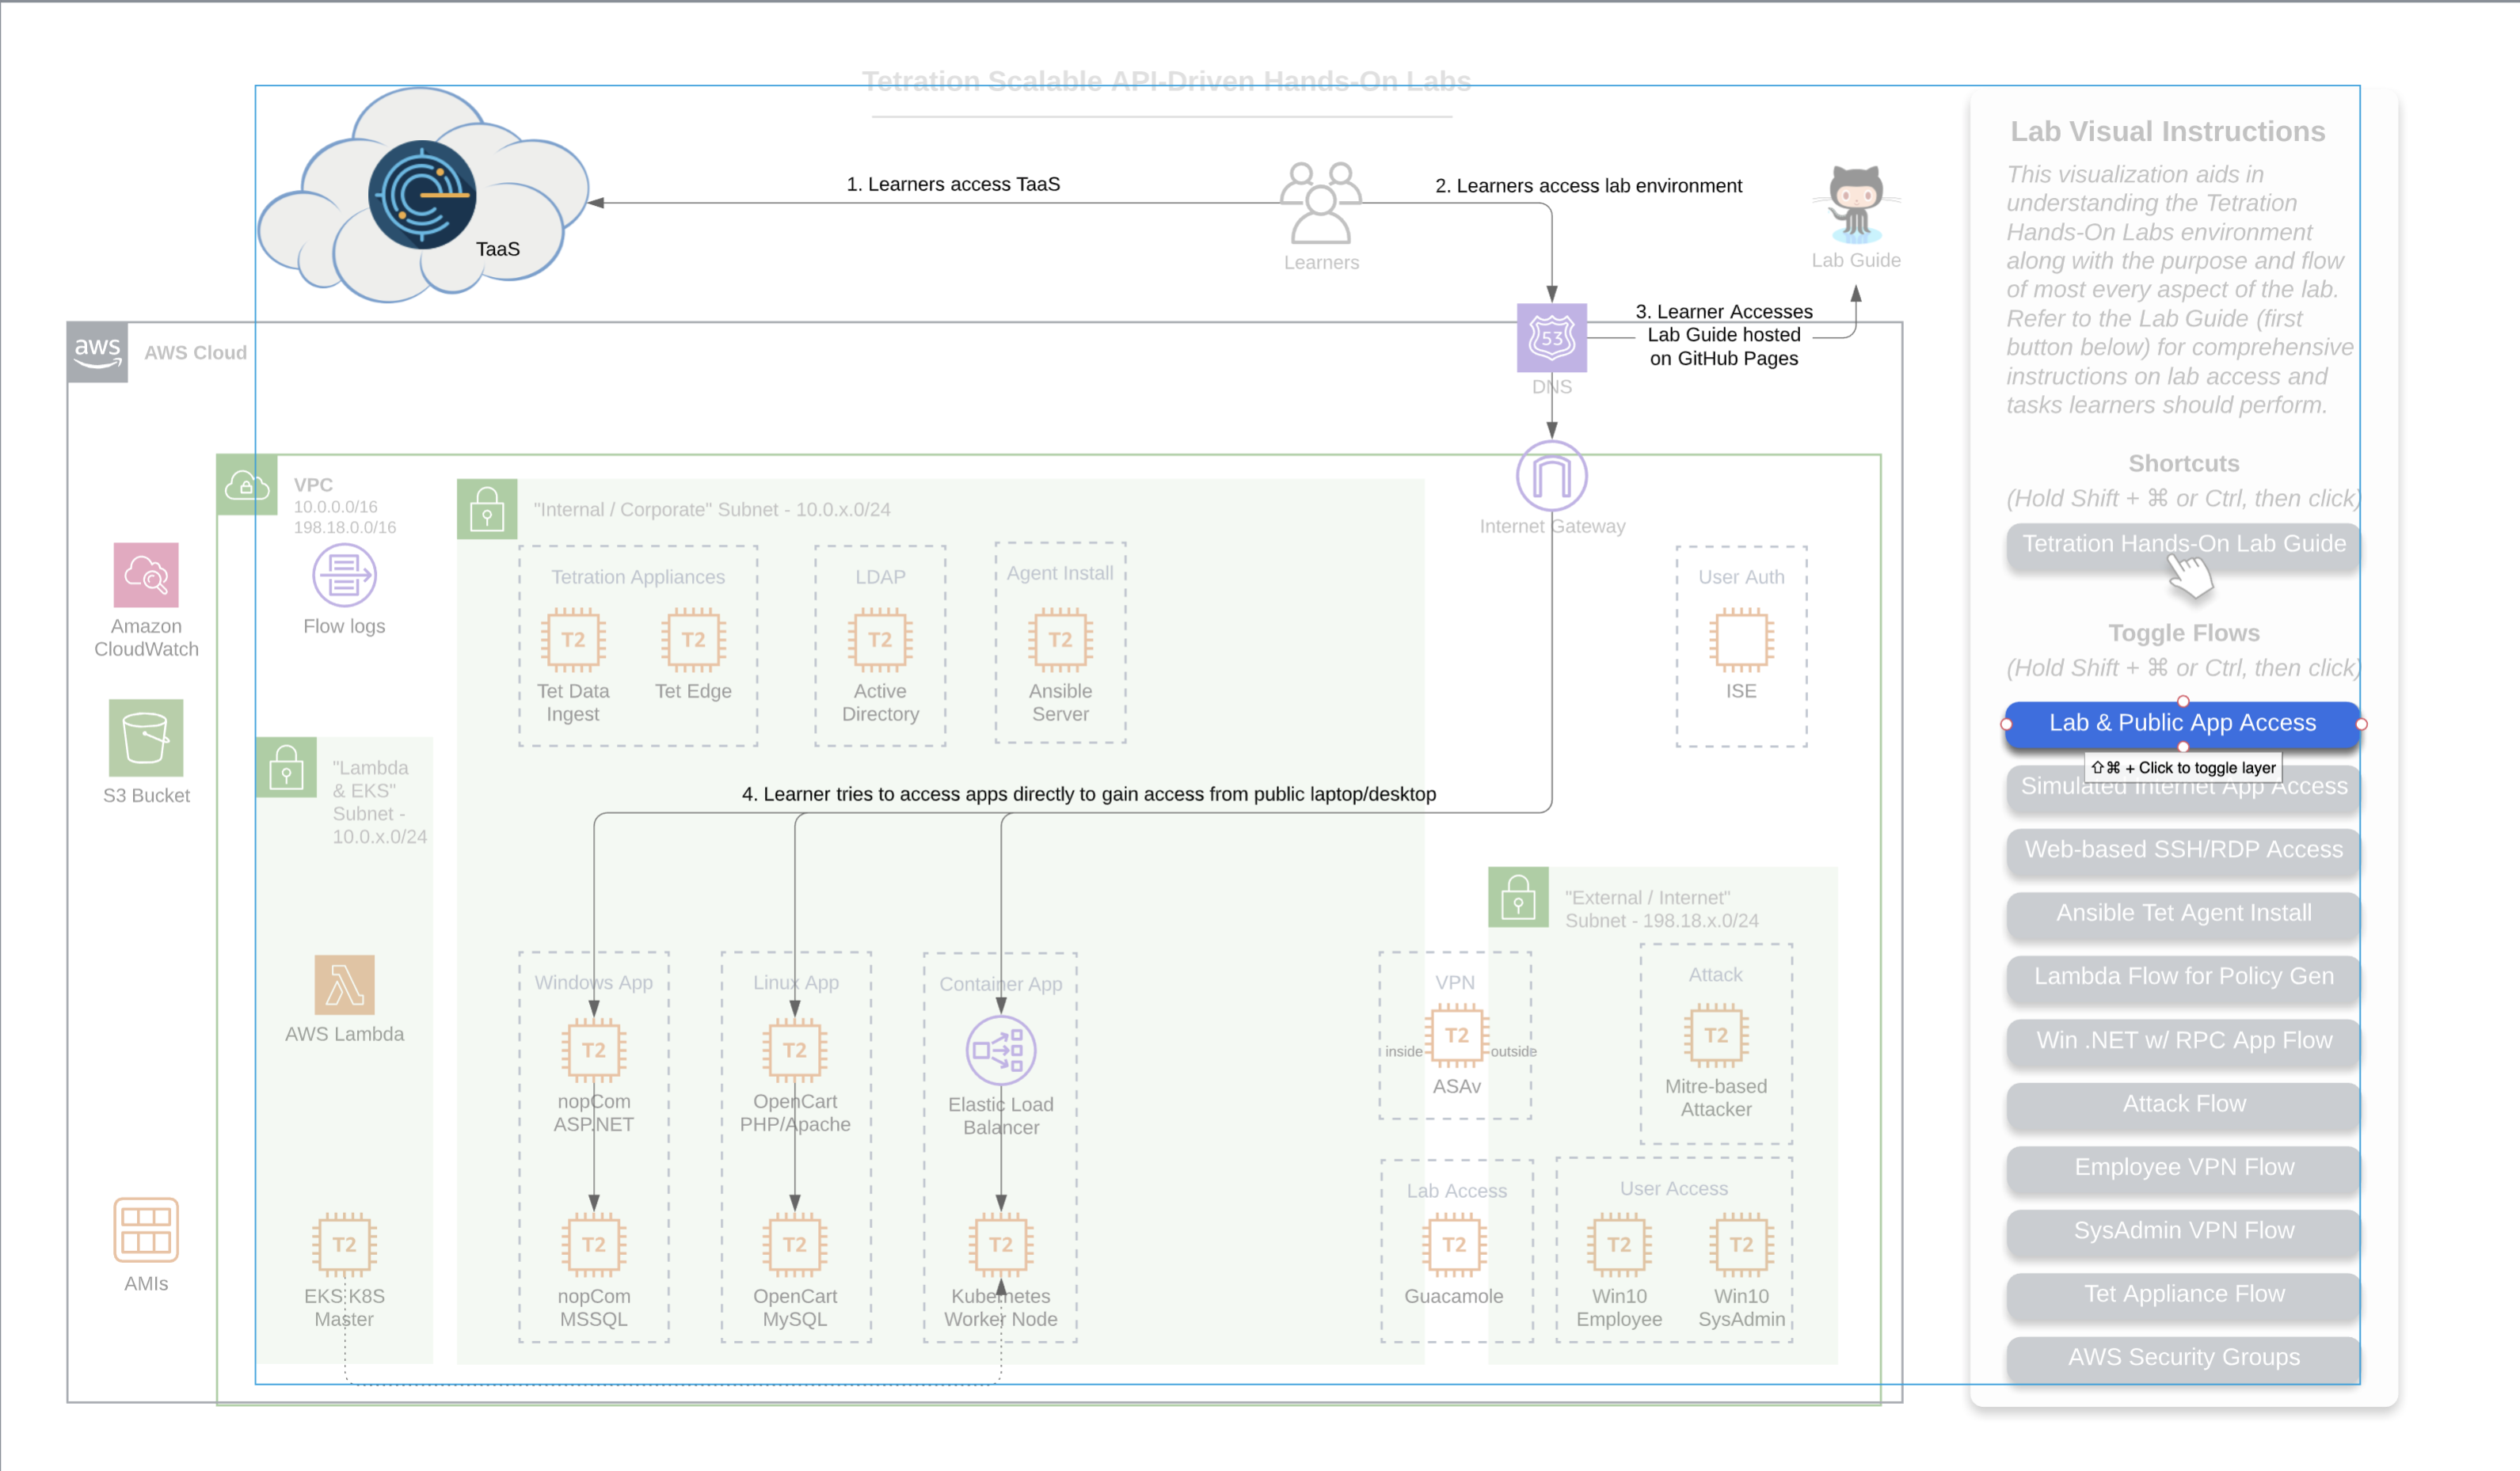 Tetration Scalable API-Driven Hands-On Labs
TaaS
1. Learners access TaaS
Learners
2. Learners access lab environment
Lab Guide
53
DNS
3. Learner Accesses
Lab Guide hosted
on GitHub Pages
aws
AWS Cloud
VPC
10.0.0.0/16
198.18.0.0/16
Flow logs
Amazon
CloudWatch
S3 Bucket
AMIs
"Lambda
& EKS"
Subnet -
10.0.x.0/24
AWS Lambda
T2
EKS K8S
Master
"Internal / Corporate" Subnet - 10.0.x.0/24
Internet Gateway
Tetration Appliances
T2
Tet Data
Ingest
T2
Tet Edge
LDAP
T2
Active
Directory
Agent Install
T2
Ansible
Server
User Auth
ISE
4. Learner tries to access apps directly to gain access from public laptop/desktop
Windows App
T2
nopCom
ASP.NET
T2
nopCom
MSSQL
Linux App
T2
OpenCart
PHP/Apache
T2
OpenCart
MySQL
Container App
Elastic Load
Balancer
T2
Kubernetes
Worker Node
"External / Internet"
Subnet - 198.18.x.0/24
VPN
T2
inside
outside
ASAv
Attack
T2
Mitre-based
Attacker
Lab Access
T2
Guacamole
User Access
T2
Win10
Employee
T2
Win10
SysAdmin
Lab Visual Instructions
This visualization aids in
understanding the Tetration
Hands-On Labs environment
along with the purpose and flow
of most every aspect of the lab.
Refer to the Lab Guide (first
button below) for comprehensive
instructions on lab access and
tasks learners should perform.
Shortcuts
(Hold Shift + ⌘ or Ctrl, then click)
Tetration Hands-On Lab Guide
Toggle Flows
(Hold Shift + ⌘ or Ctrl, then click)
Lab & Public App Access
⇧⌘ + Click to toggle layer
Simulated Internet App Access
Web-based SSH/RDP Access
Ansible Tet Agent Install
Lambda Flow for Policy Gen
Win .NET w/ RPC App Flow
Attack Flow
Employee VPN Flow
SysAdmin VPN Flow
Tet Appliance Flow
AWS Security Groups